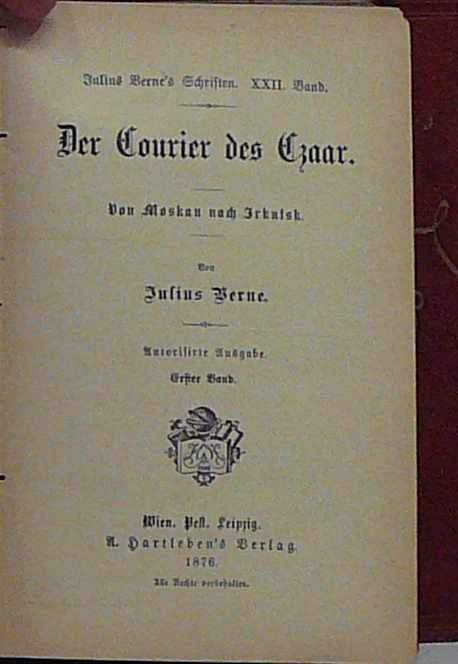 Julius Verne's Schriften. XXII. Band.
Der Courier des Czaar.
Von Moskau nach Irkutsk.
Von
Julius Verne.
Autorisirte Ausgabe.
Erster Band.
Wien. Pest. Leipzig.
A. Hartleben's Verlag.
1876.
Alle Rechte vorbehalten.